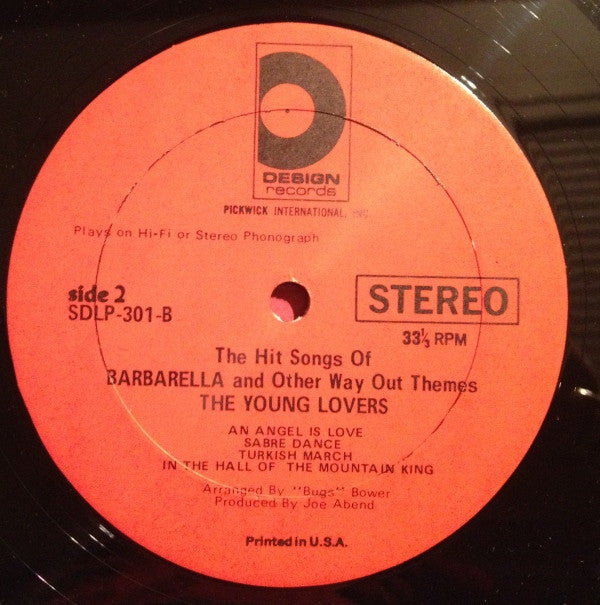 DESIGN
records
PICKWICK INTERNATIONAL, INC.
Plays on Hi-Fi or Stereo Phonograph
side 2
SDLP-301-B
STEREO
33⅓ RPM
The Hit Songs Of
BARBARELLA and Other Way Out Themes
THE YOUNG LOVERS
AN ANGEL IS LOVE
SABRE DANCE
TURKISH MARCH
IN THE HALL OF THE MOUNTAIN KING
Arranged By "Bugs" Bower
Produced By Joe Abend
Printed in U.S.A.